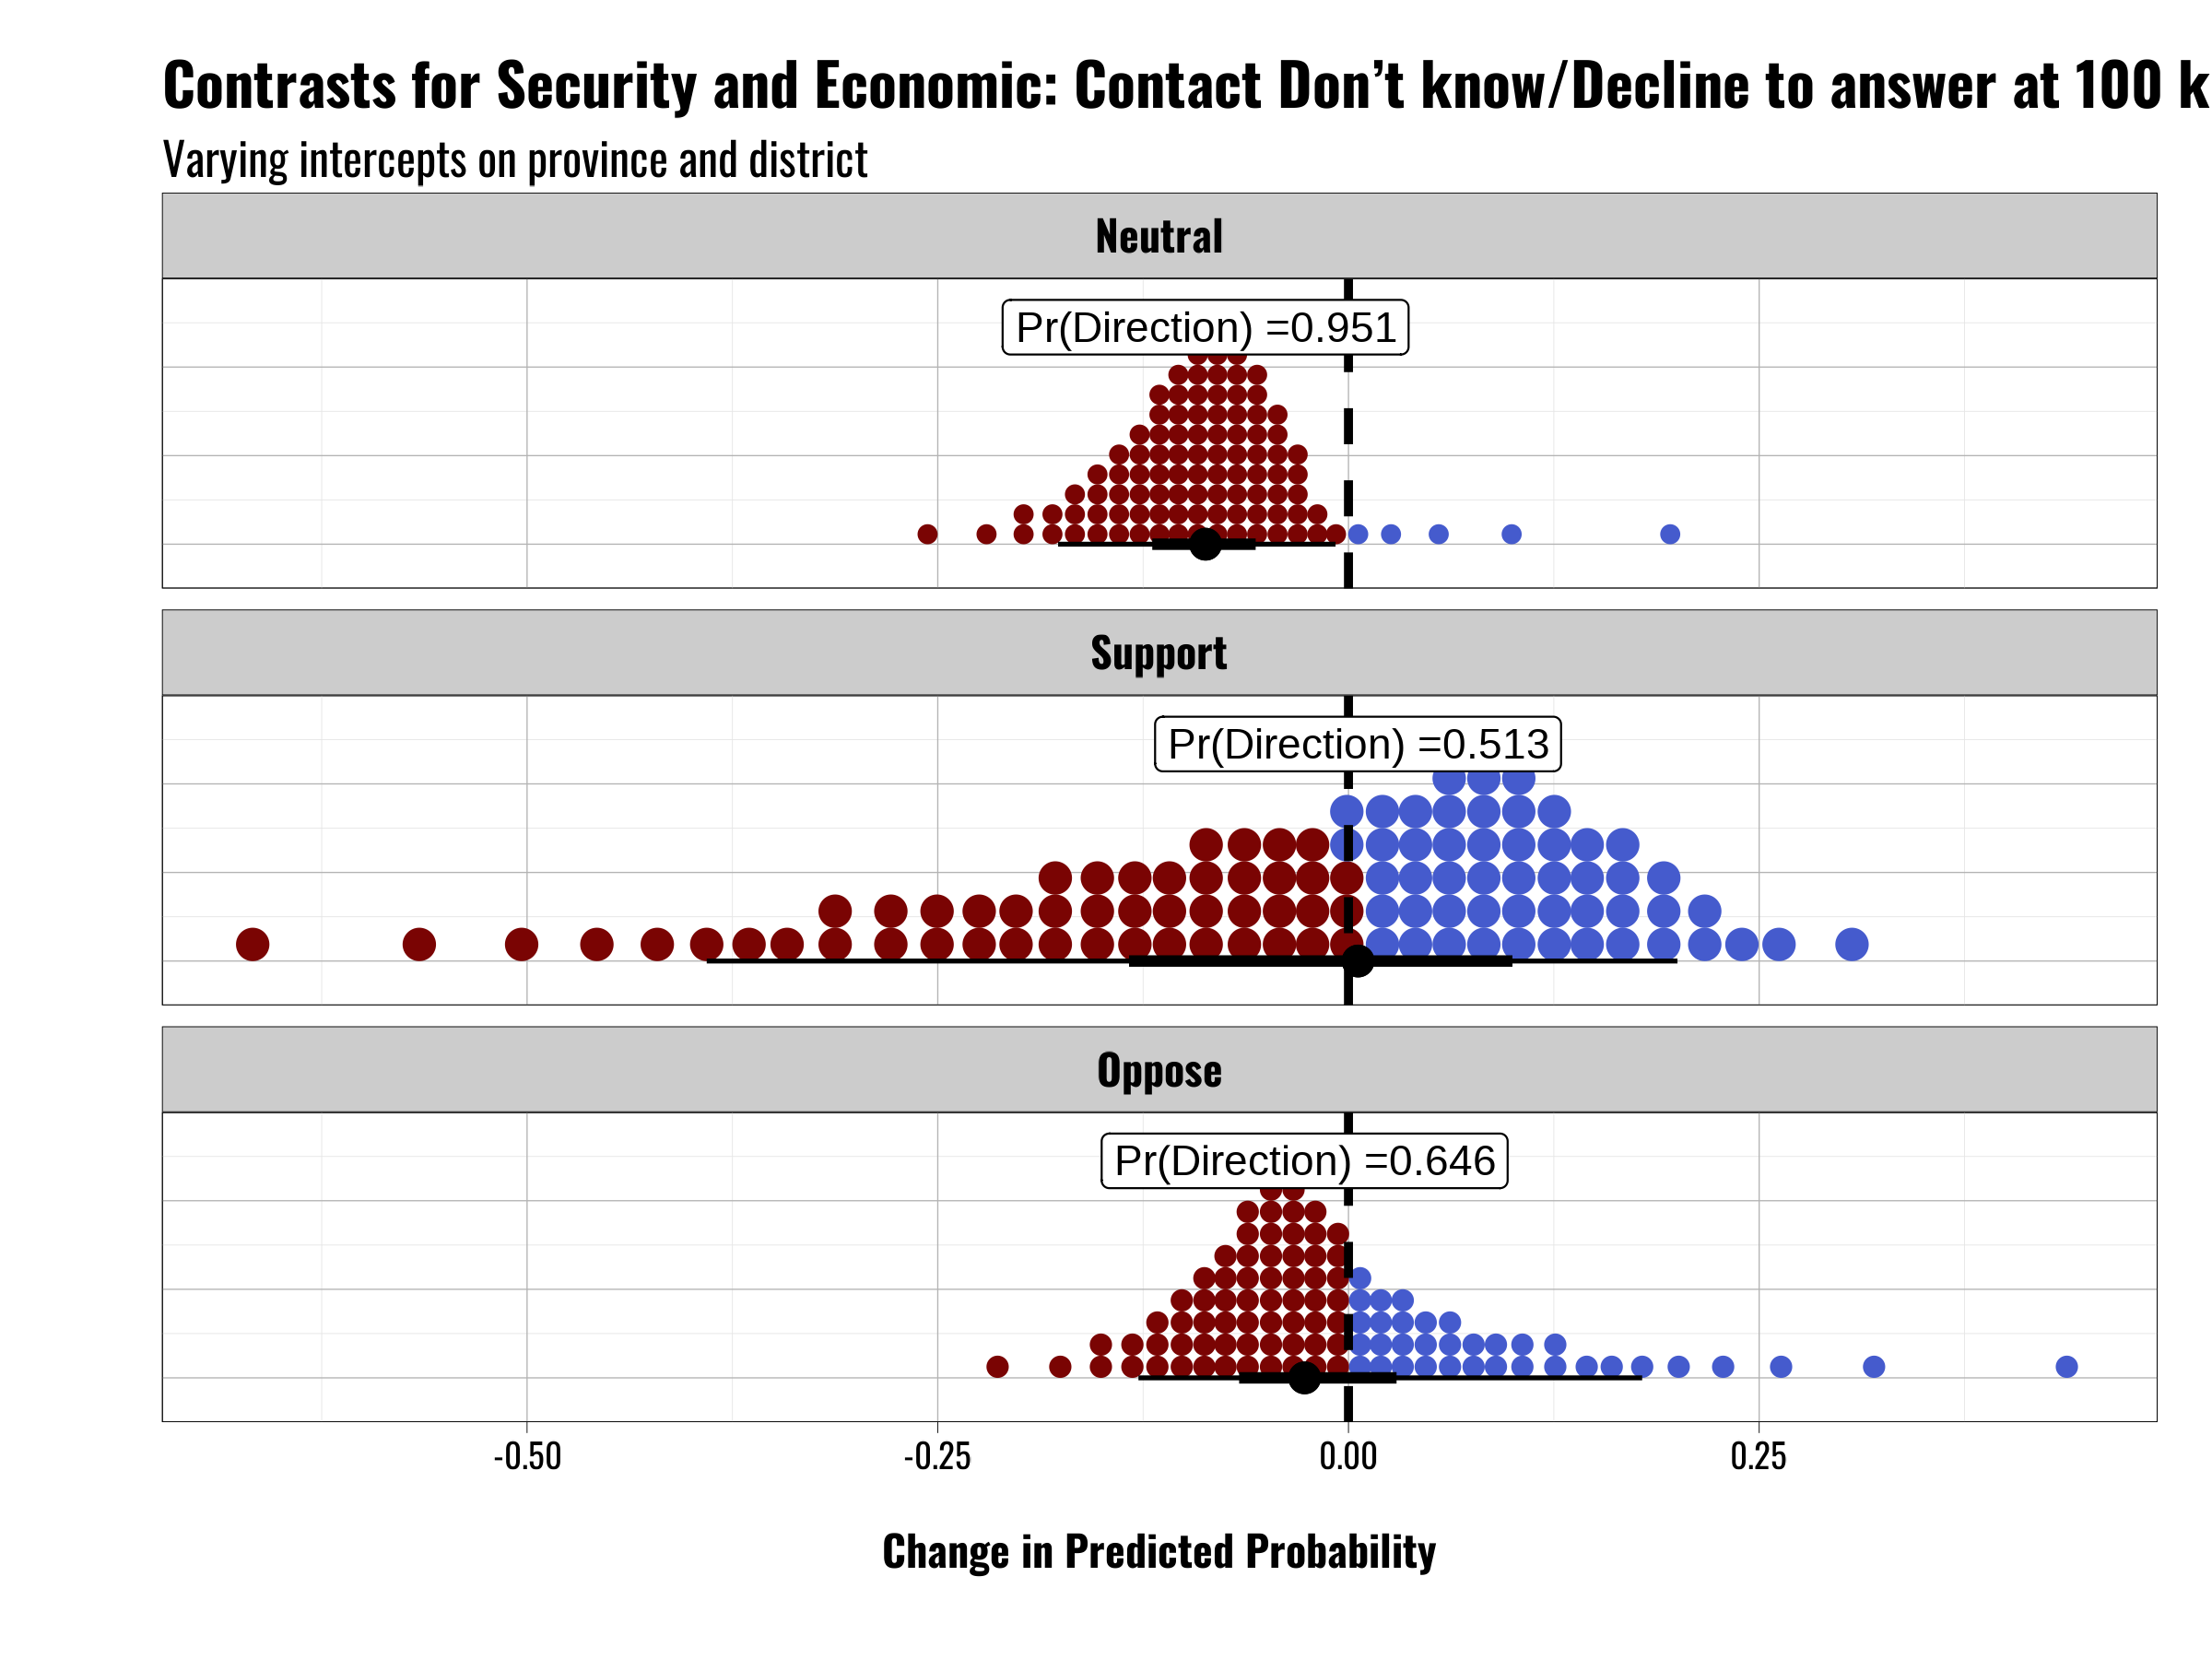 Contrasts for Security and Economic: Contact Don’t know/Decline to answer at 100 k
Varying intercepts on province and district
Neutral
Pr(Direction) =0.951
Support
Pr(Direction) =0.513
Oppose
Pr(Direction) =0.646
-0.50 -0.25 0.00 0.25
Change in Predicted Probability